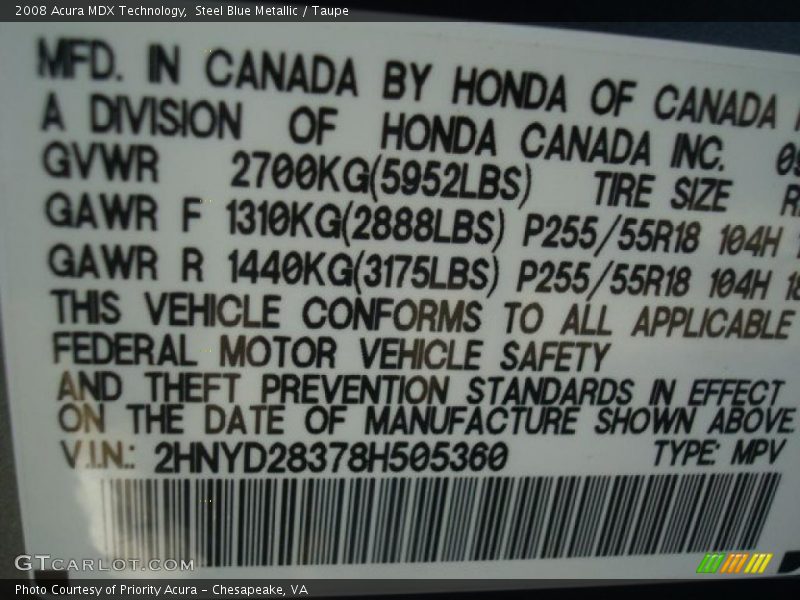 2008 Acura MDX Technology, Steel Blue Metallic / Taupe
MFD. IN CANADA BY HONDA OF CANADA
A DIVISION OF HONDA CANADA INC.
GVWR 2700KG(5952LBS) TIRE SIZE
GAWR F 1310KG(2888LBS) P255/55R18 104H
GAWR R 1440KG(3175LBS) P255/55R18 104H 18
THIS VEHICLE CONFORMS TO ALL APPLICABLE
FEDERAL MOTOR VEHICLE SAFETY
AND THEFT PREVENTION STANDARDS IN EFFECT
ON THE DATE OF MANUFACTURE SHOWN ABOVE.
V.I.N.: 2HNYD28378H505360 TYPE: MPV
GTCARLOT.COM
Photo Courtesy of Priority Acura – Chesapeake, VA